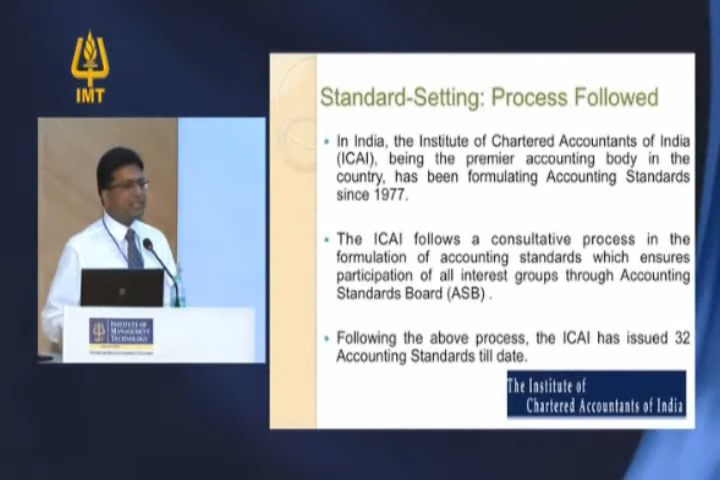 IMT
Standard-Setting: Process Followed
• In India, the Institute of Chartered Accountants of India
(ICAI), being the premier accounting body in the
country, has been formulating Accounting Standards
since 1977.
• The ICAI follows a consultative process in the
formulation of accounting standards which ensures
participation of all interest groups through Accounting
Standards Board (ASB) .
• Following the above process, the ICAI has issued 32
Accounting Standards till date.
The Institute of
Chartered Accountants of India
INSTITUTE OF
MANAGEMENT
TECHNOLOGY